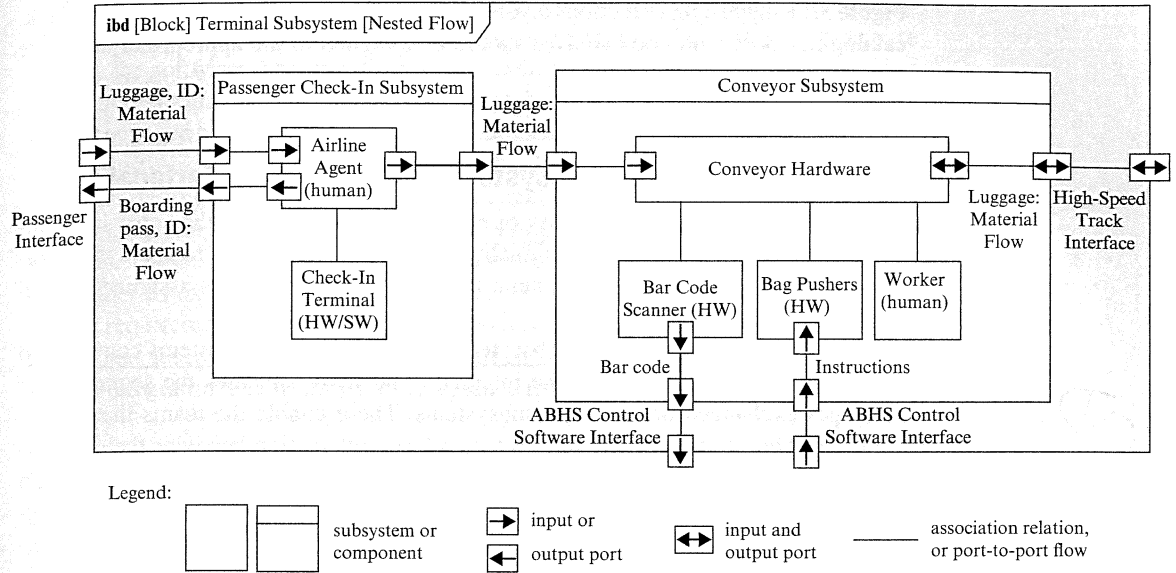 ibd [Block] Terminal Subsystem [Nested Flow]
Luggage, ID:
Material
Flow
Passenger Check-In Subsystem
Luggage:
Material
Flow
Conveyor Subsystem
Airline
Agent
(human)
Conveyor Hardware
Passenger
Interface
Boarding
pass, ID:
Material
Flow
Luggage:
Material
Flow
High-Speed
Track
Interface
Check-In
Terminal
(HW/SW)
Bar Code
Scanner (HW)
Bag Pushers
(HW)
Worker
(human)
Bar code
Instructions
ABHS Control
Software Interface
ABHS Control
Software Interface
Legend:
subsystem or
component
input or
output port
input and
output port
association relation,
or port-to-port flow